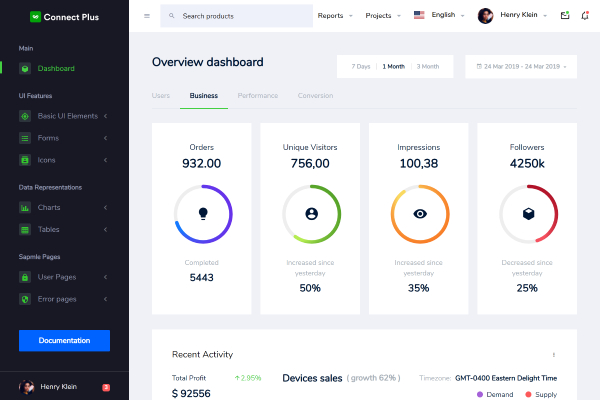 Connect Plus
Search products
Reports
Projects
English
Henry Klein
Main
Dashboard
UI Features
Basic UI Elements
Forms
Icons
Data Representations
Charts
Tables
Sapmle Pages
User Pages
Error pages
Documentation
Henry Klein
3
Overview dashboard
7 Days
1 Month
3 Month
24 Mar 2019 - 24 Mar 2019
Users
Business
Performance
Conversion
Orders
932.00
Completed
5443
Unique Visitors
756,00
Increased since
yesterday
50%
Impressions
100,38
Increased since
yesterday
35%
Followers
4250k
Decreased since
yesterday
25%
Recent Activity
Total Profit
2.95%
$ 92556
Devices sales ( growth 62% )
Timezone: GMT-0400 Eastern Delight Time
Demand
Supply